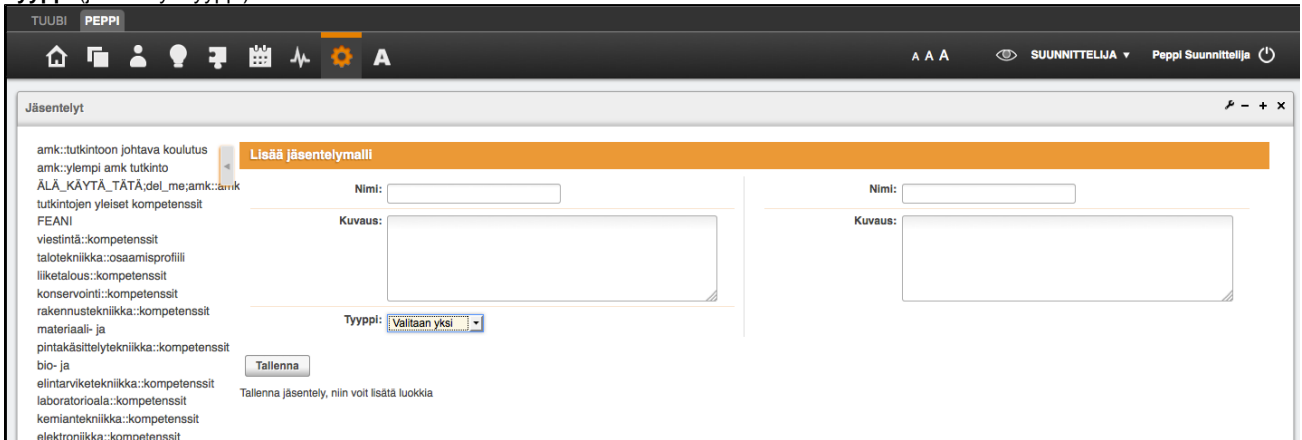 TUUBI PEPPI
A A A A SUUNNITTELIJA ▾ Peppi Suunnittelija
Jäsentelyt
amk::tutkintoon johtava koulutus
amk::ylempi amk tutkinto
ÄLÄ_KÄYTÄ_TÄTÄ;del_me;amk::amk
tutkintojen yleiset kompetenssit
FEANI
viestintä::kompetenssit
talotekniikka::osaamisprofiili
liiketalous::kompetenssit
konservointi::kompetenssit
rakennustekniikka::kompetenssit
materiaali- ja
pintakäsittelytekniikka::kompetenssit
bio- ja
elintarviketekniikka::kompetenssit
laboratorioala::kompetenssit
kemiantekniikka::kompetenssit
elektroniikka::kompetenssit
Lisää jäsentelymalli
Nimi:
Kuvaus:
Tyyppi: Valitaan yksi
Nimi:
Kuvaus:
Tallenna
Tallenna jäsentely, niin voit lisätä luokkia